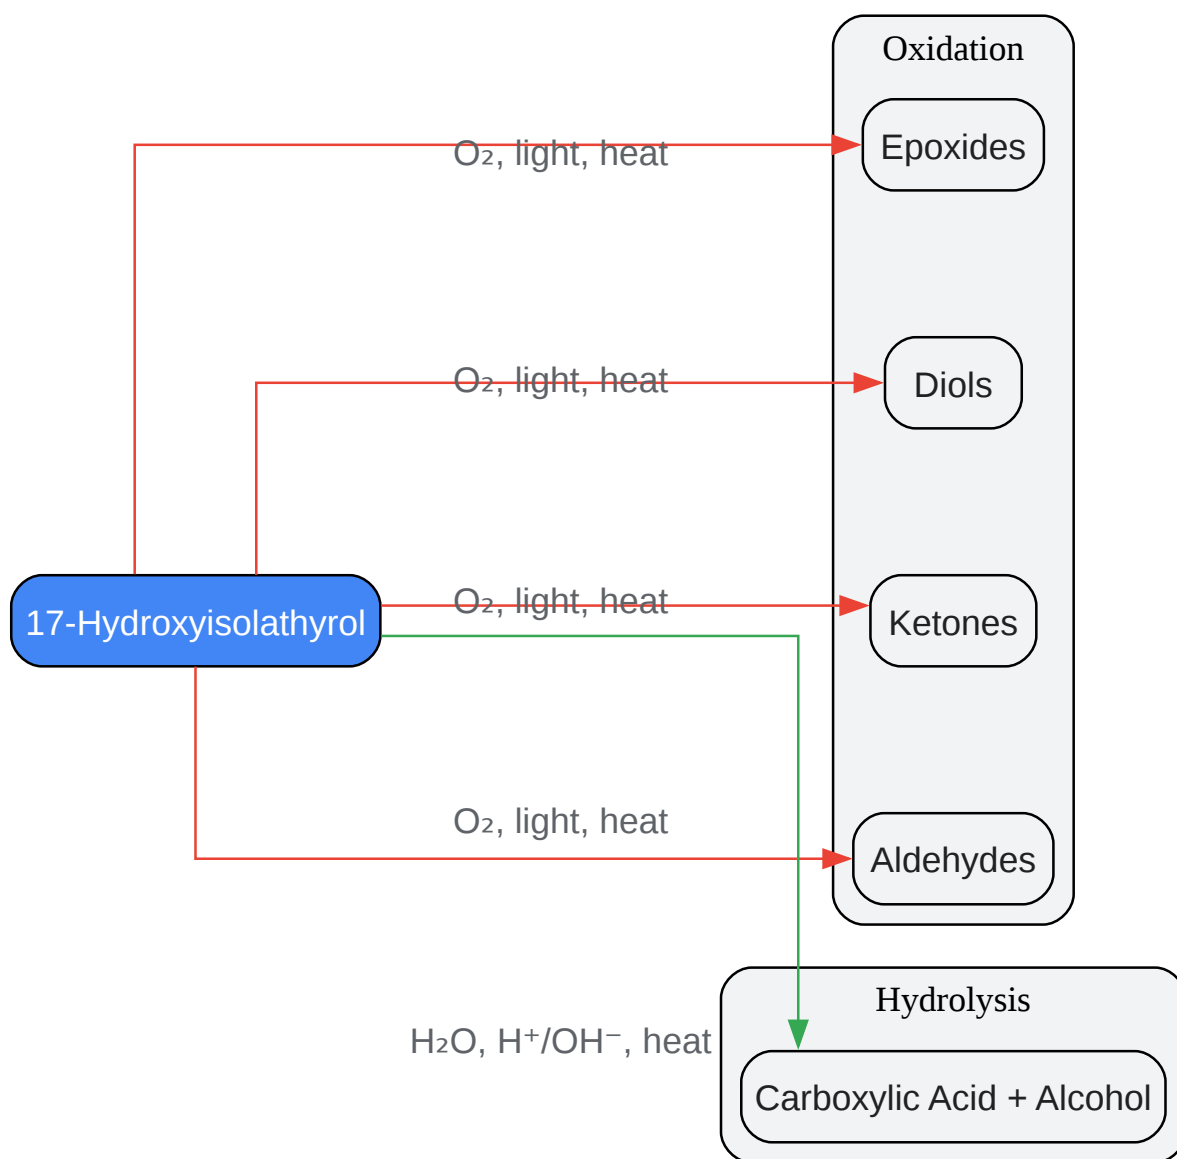 Oxidation
O₂, light, heat
Epoxides
O₂, light, heat
Diols
17-Hydroxyisolathyrol
O₂, light, heat
Ketones
O₂, light, heat
Aldehydes
Hydrolysis
H₂O, H⁺/OH⁻, heat
Carboxylic Acid + Alcohol